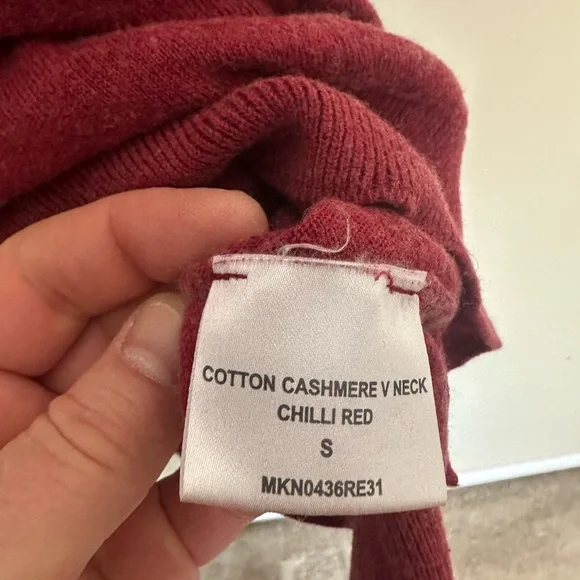 COTTON CASHMERE V NECK
CHILLI RED
S
MKN0436RE31